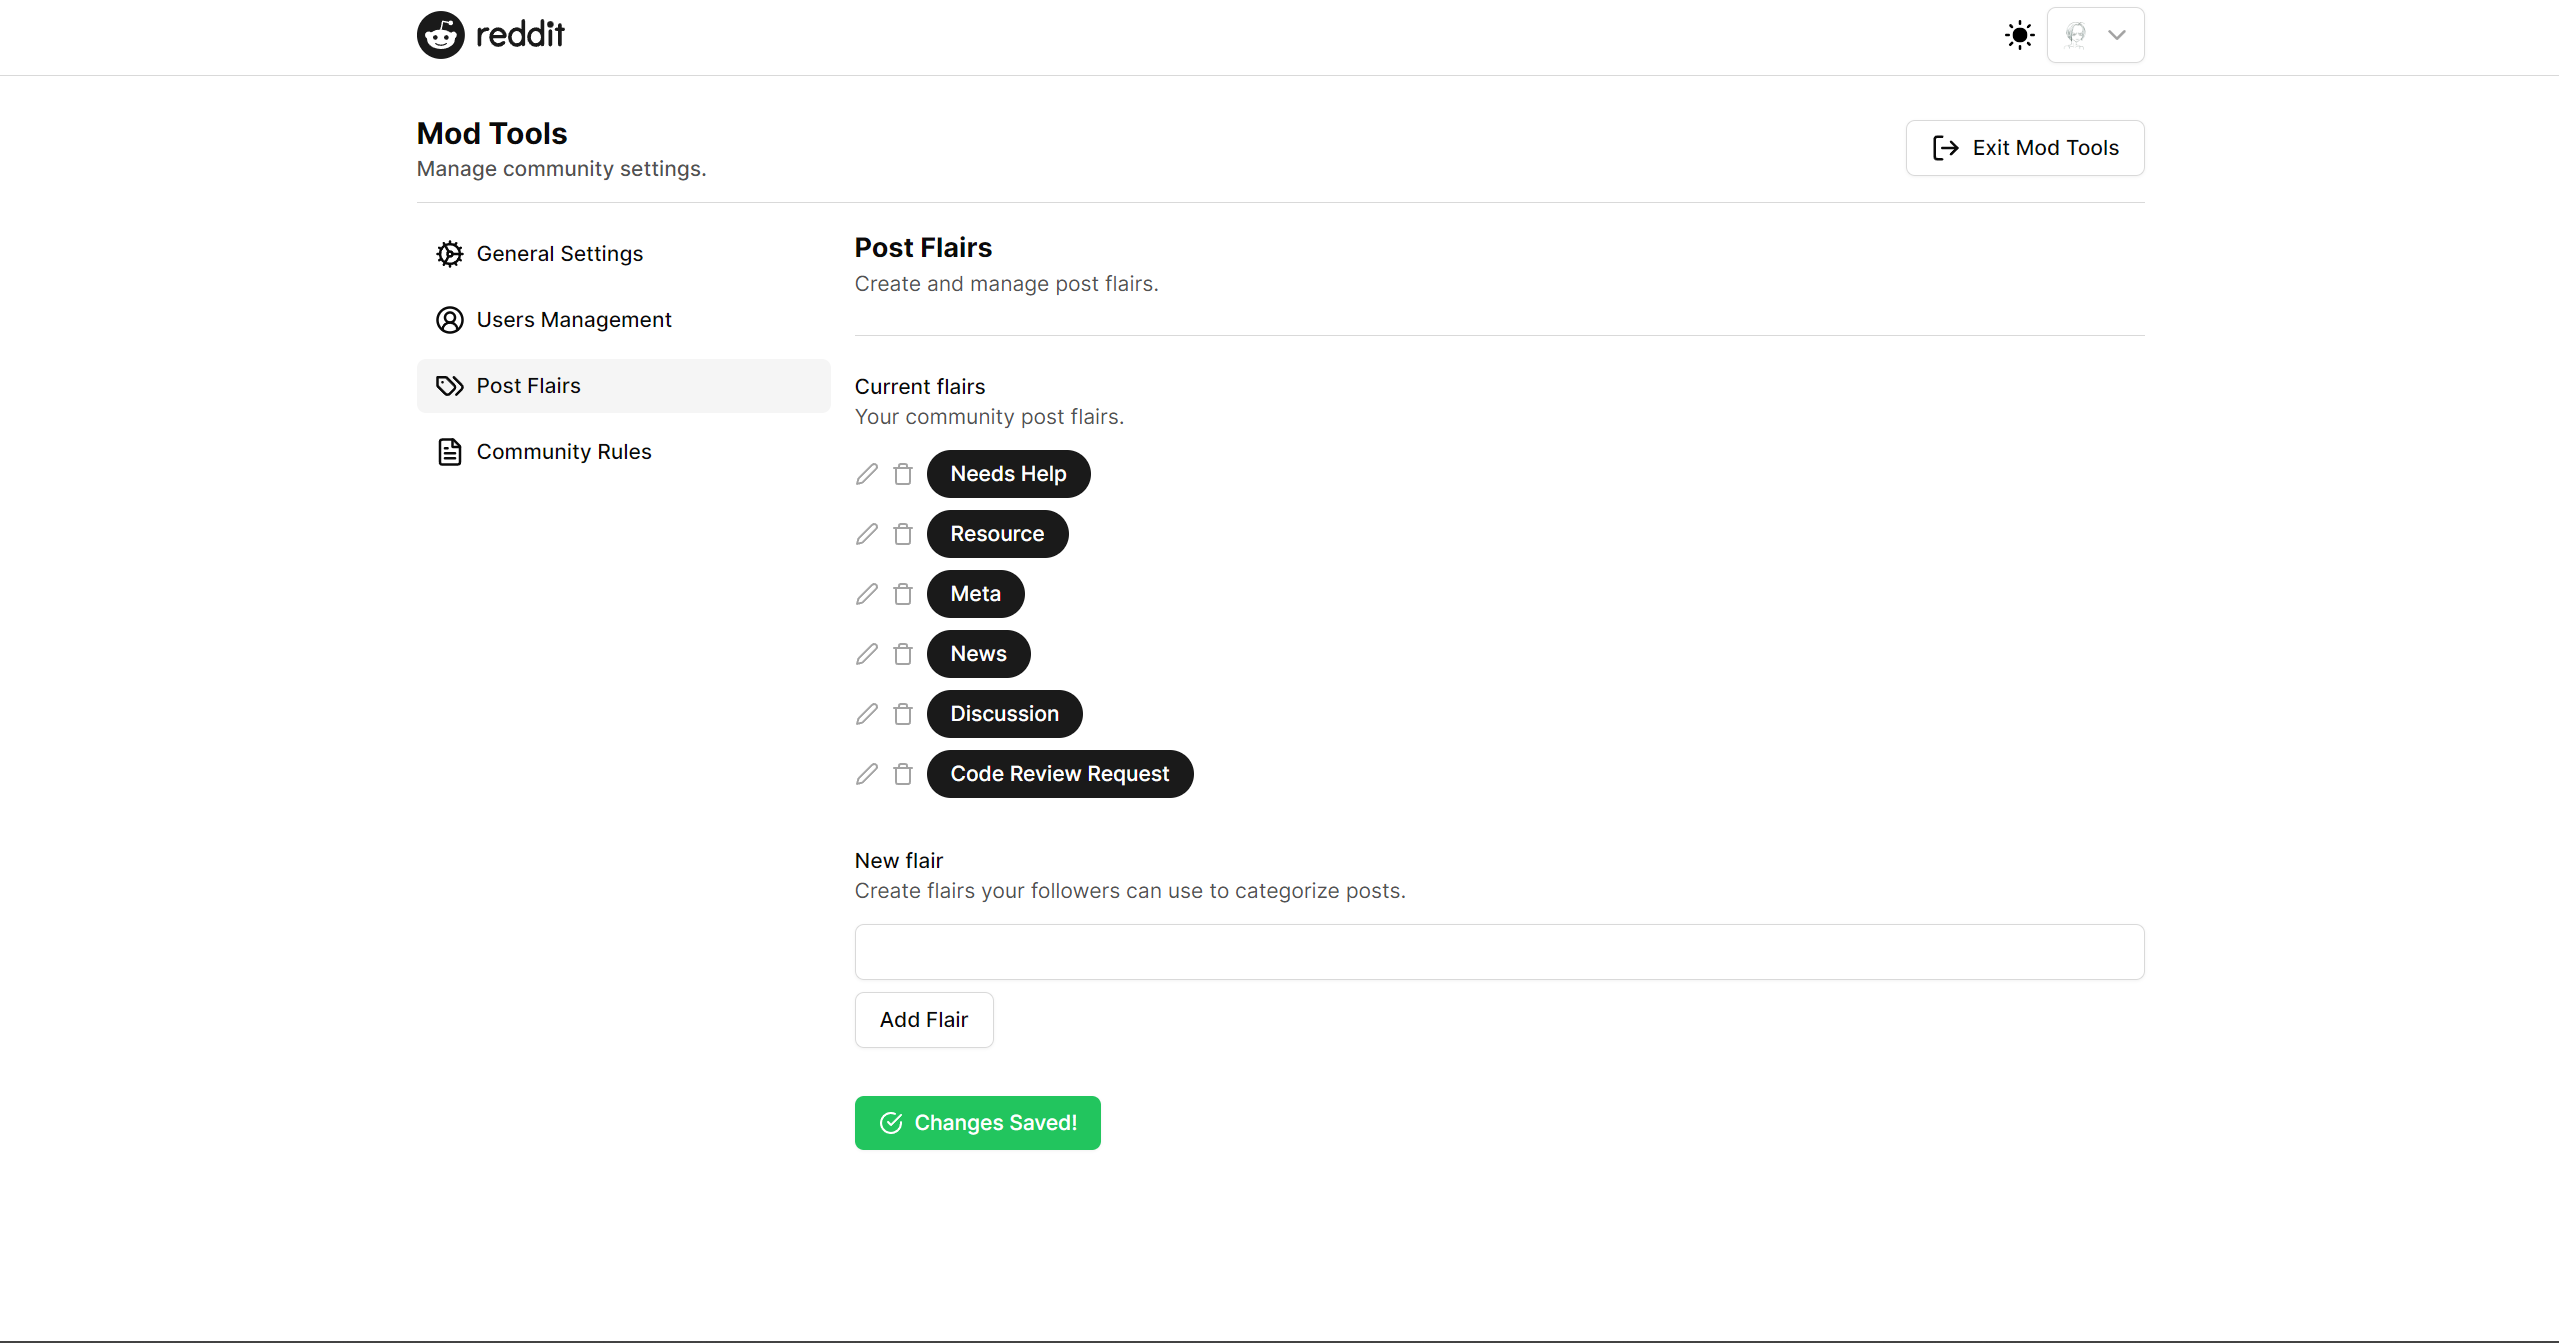 reddit
Mod Tools
Manage community settings.
Exit Mod Tools
General Settings
Users Management
Post Flairs
Community Rules
Post Flairs
Create and manage post flairs.
Current flairs
Your community post flairs.
Needs Help
Resource
Meta
News
Discussion
Code Review Request
New flair
Create flairs your followers can use to categorize posts.
Add Flair
Changes Saved!